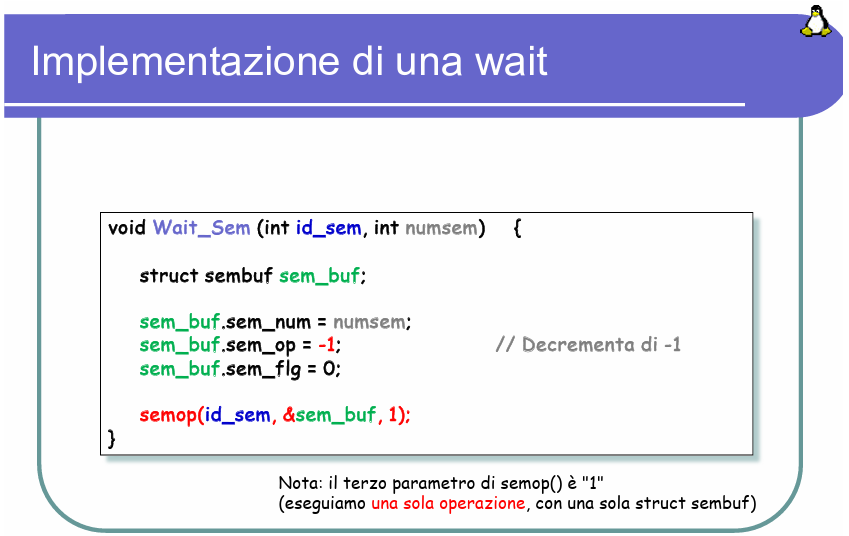 Implementazione di una wait
void Wait_Sem (int id_sem, int numsem) {
struct sembuf sem_buf;
sem_buf.sem_num = numsem;
sem_buf.sem_op = -1; // Decrementa di -1
sem_buf.sem_flg = 0;
semop(id_sem, &sem_buf, 1);
}
Nota: il terzo parametro di semop() è "1"
(eseguiamo una sola operazione, con una sola struct sembuf)